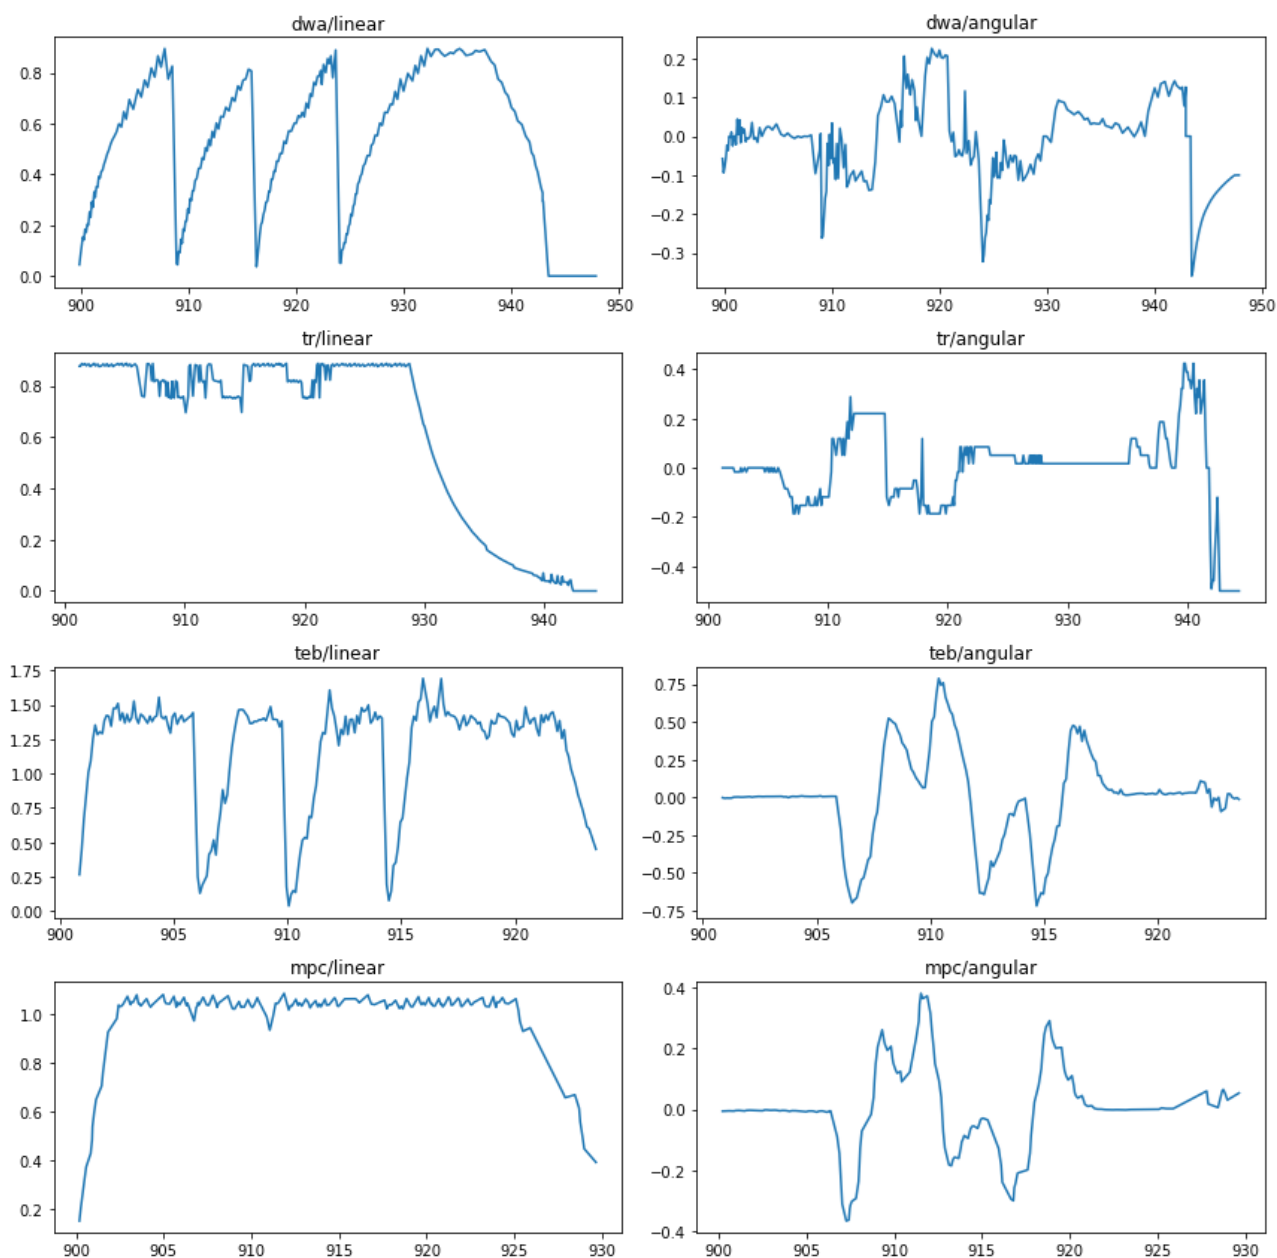 dwa/linear
dwa/angular
0.8
0.6
0.4
0.2
0.0
900 910 920 930 940 950
0.2
0.1
0.0
−0.1
−0.2
−0.3
900 910 920 930 940 950
tr/linear
tr/angular
0.8
0.6
0.4
0.2
0.0
900 910 920 930 940
0.4
0.2
0.0
−0.2
−0.4
900 910 920 930 940
teb/linear
teb/angular
1.75
1.50
1.25
1.00
0.75
0.50
0.25
0.00
900 905 910 915 920
0.75
0.50
0.25
0.00
−0.25
−0.50
−0.75
900 905 910 915 920
mpc/linear
mpc/angular
1.0
0.8
0.6
0.4
0.2
900 905 910 915 920 925 930
0.4
0.2
0.0
−0.2
−0.4
900 905 910 915 920 925 930